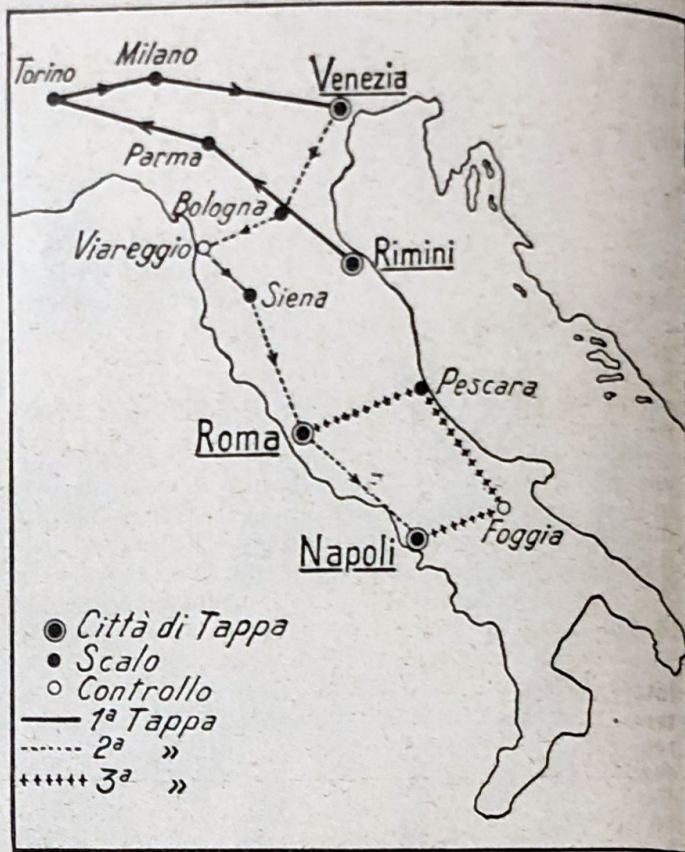 Milano
Torino
Venezia
Parma
Bologna
Viareggio
Rimini
Siena
Pescara
Roma
Foggia
Napoli
Città di Tappa
Scalo
Controllo
1ª Tappa
2ª »
3ª »